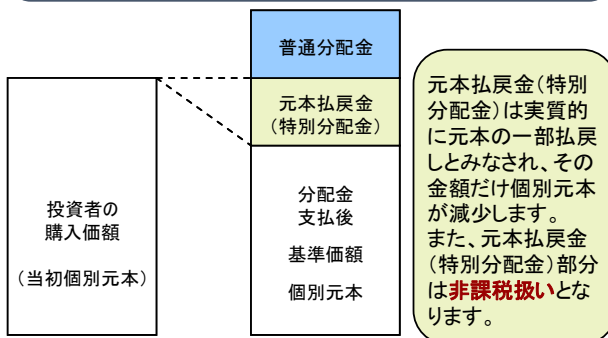 普通分配金
元本払戻金
（特別分配金）
投資者の
購入価額
（当初個別元本）
分配金
支払後
基準価額
個別元本
元本払戻金（特別
分配金）は実質的
に元本の一部払戻
しとみなされ、その
金額だけ個別元本
が減少します。
また、元本払戻金
（特別分配金）部分
は非課税扱いとな
ります。